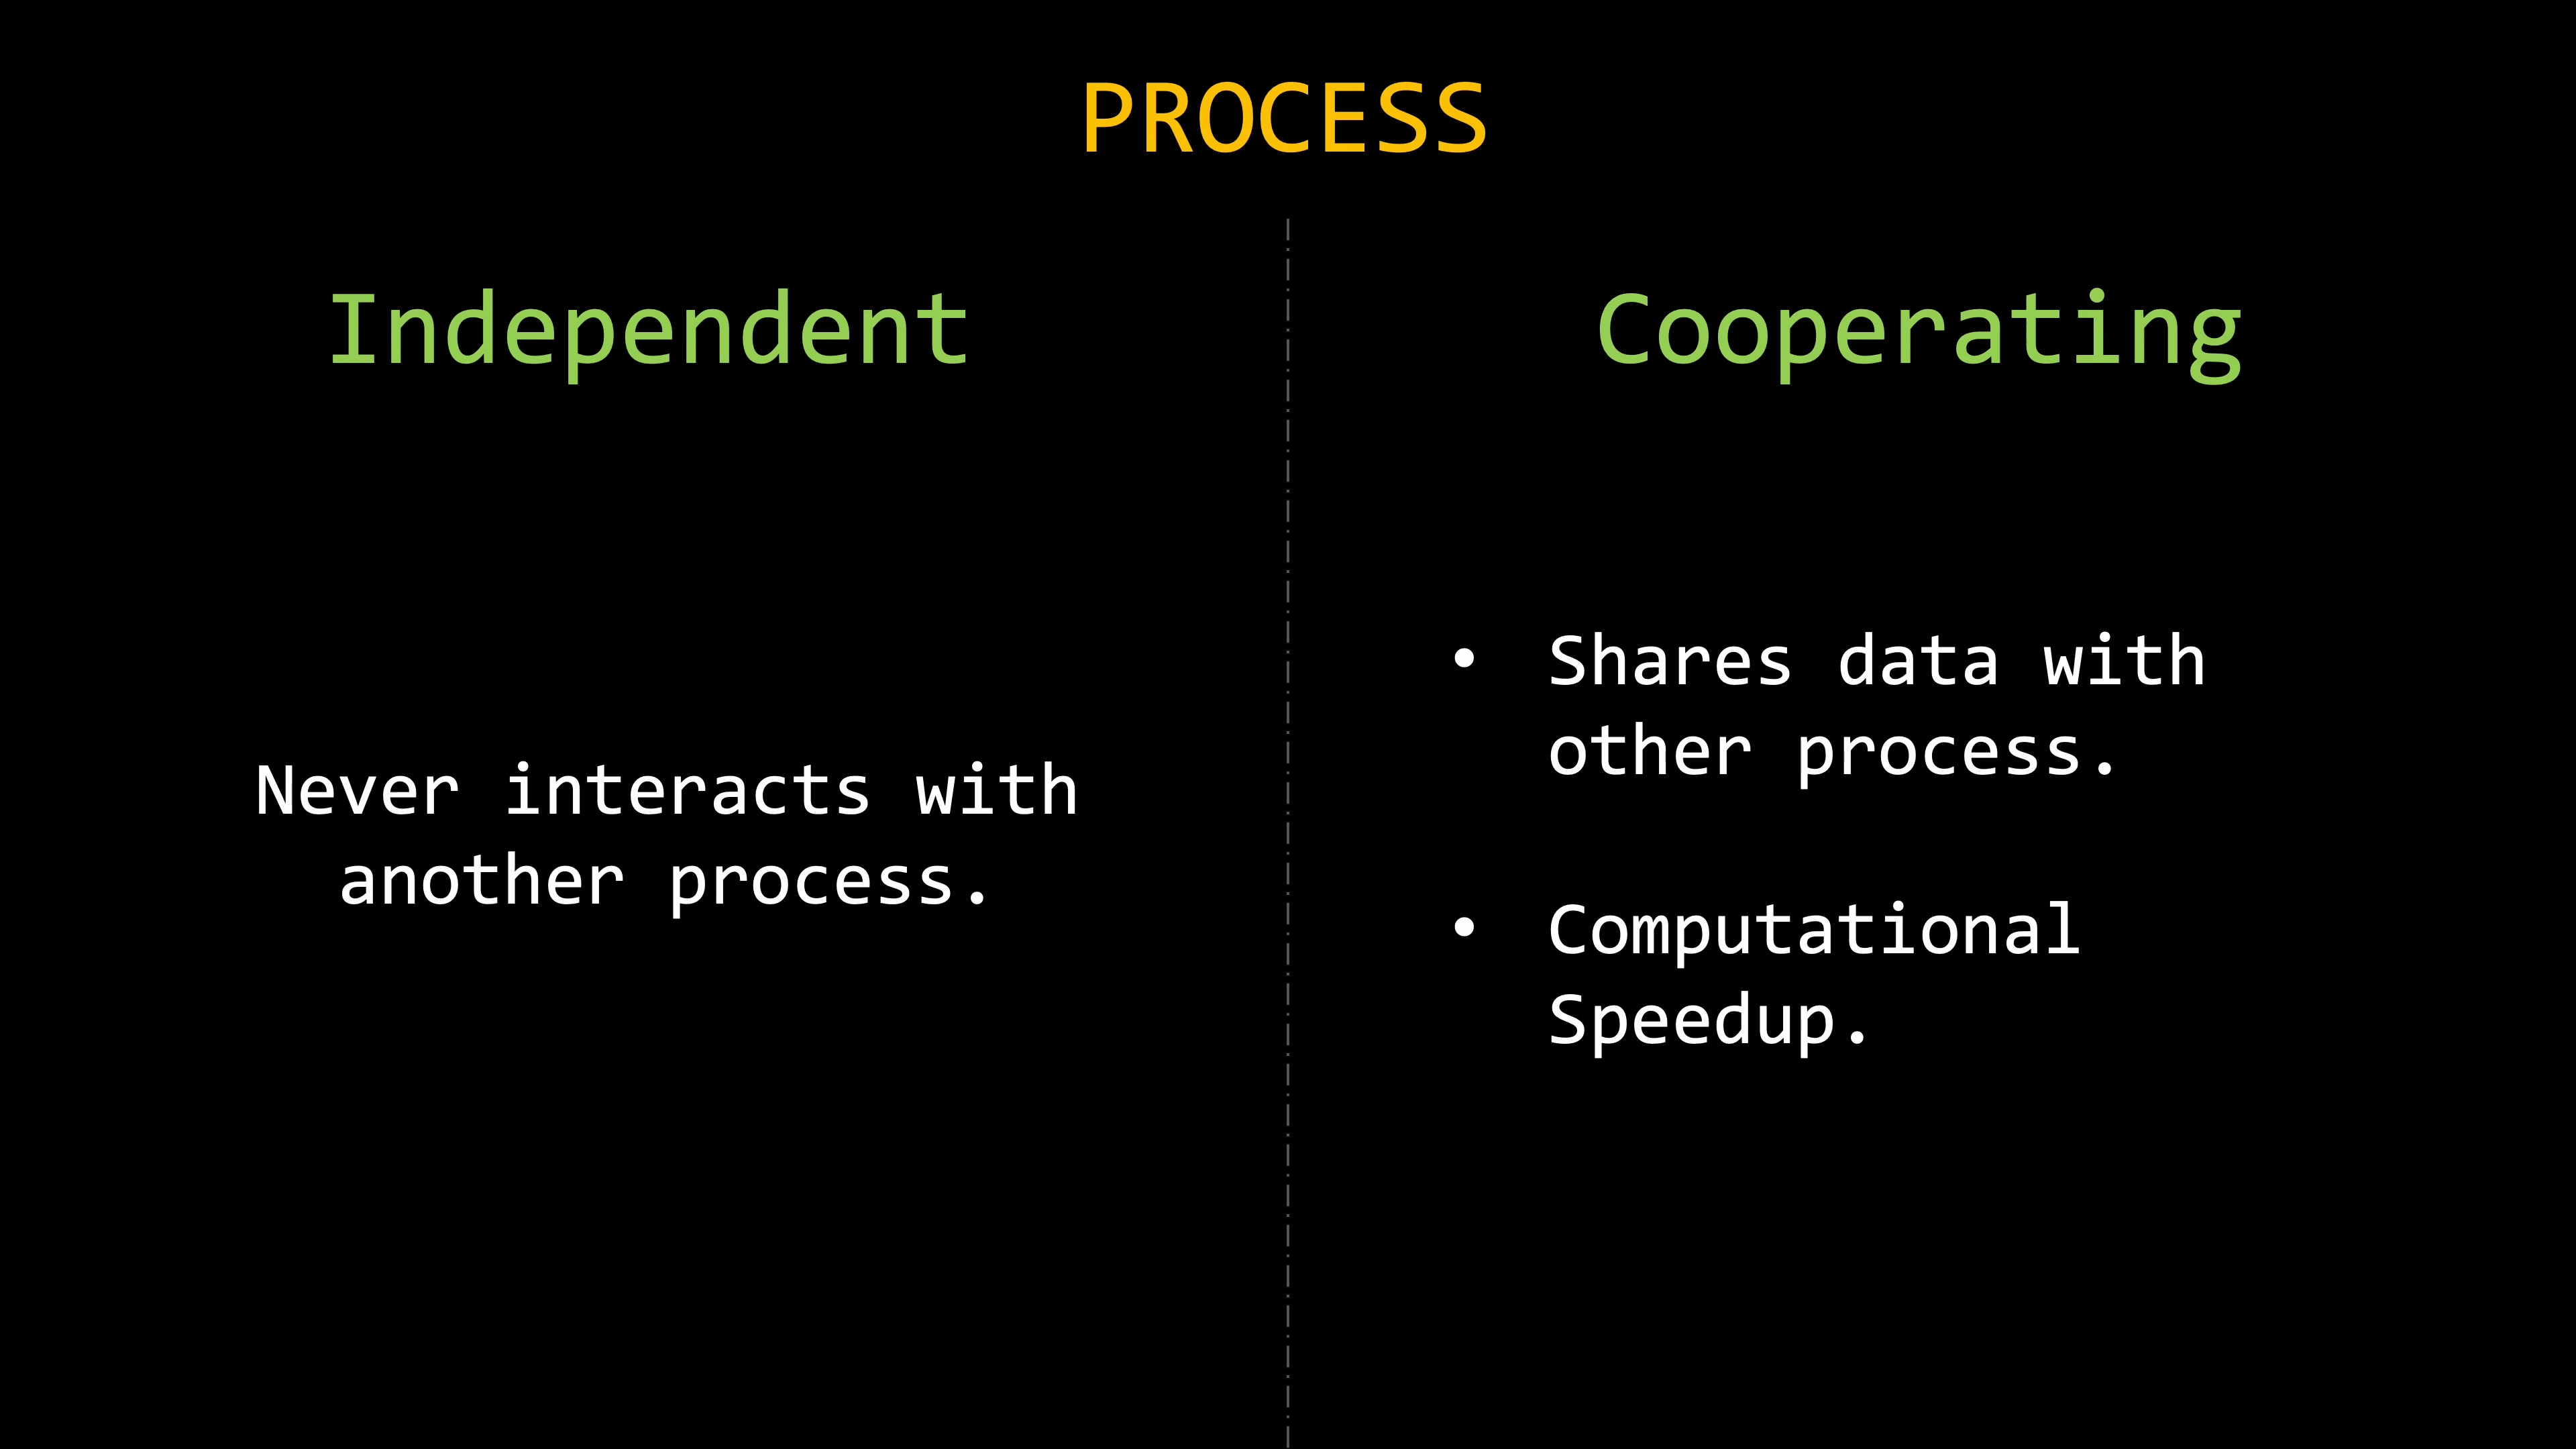 PROCESS
Independent
Never interacts with
another process.
Cooperating
• Shares data with
other process.
• Computational
Speedup.